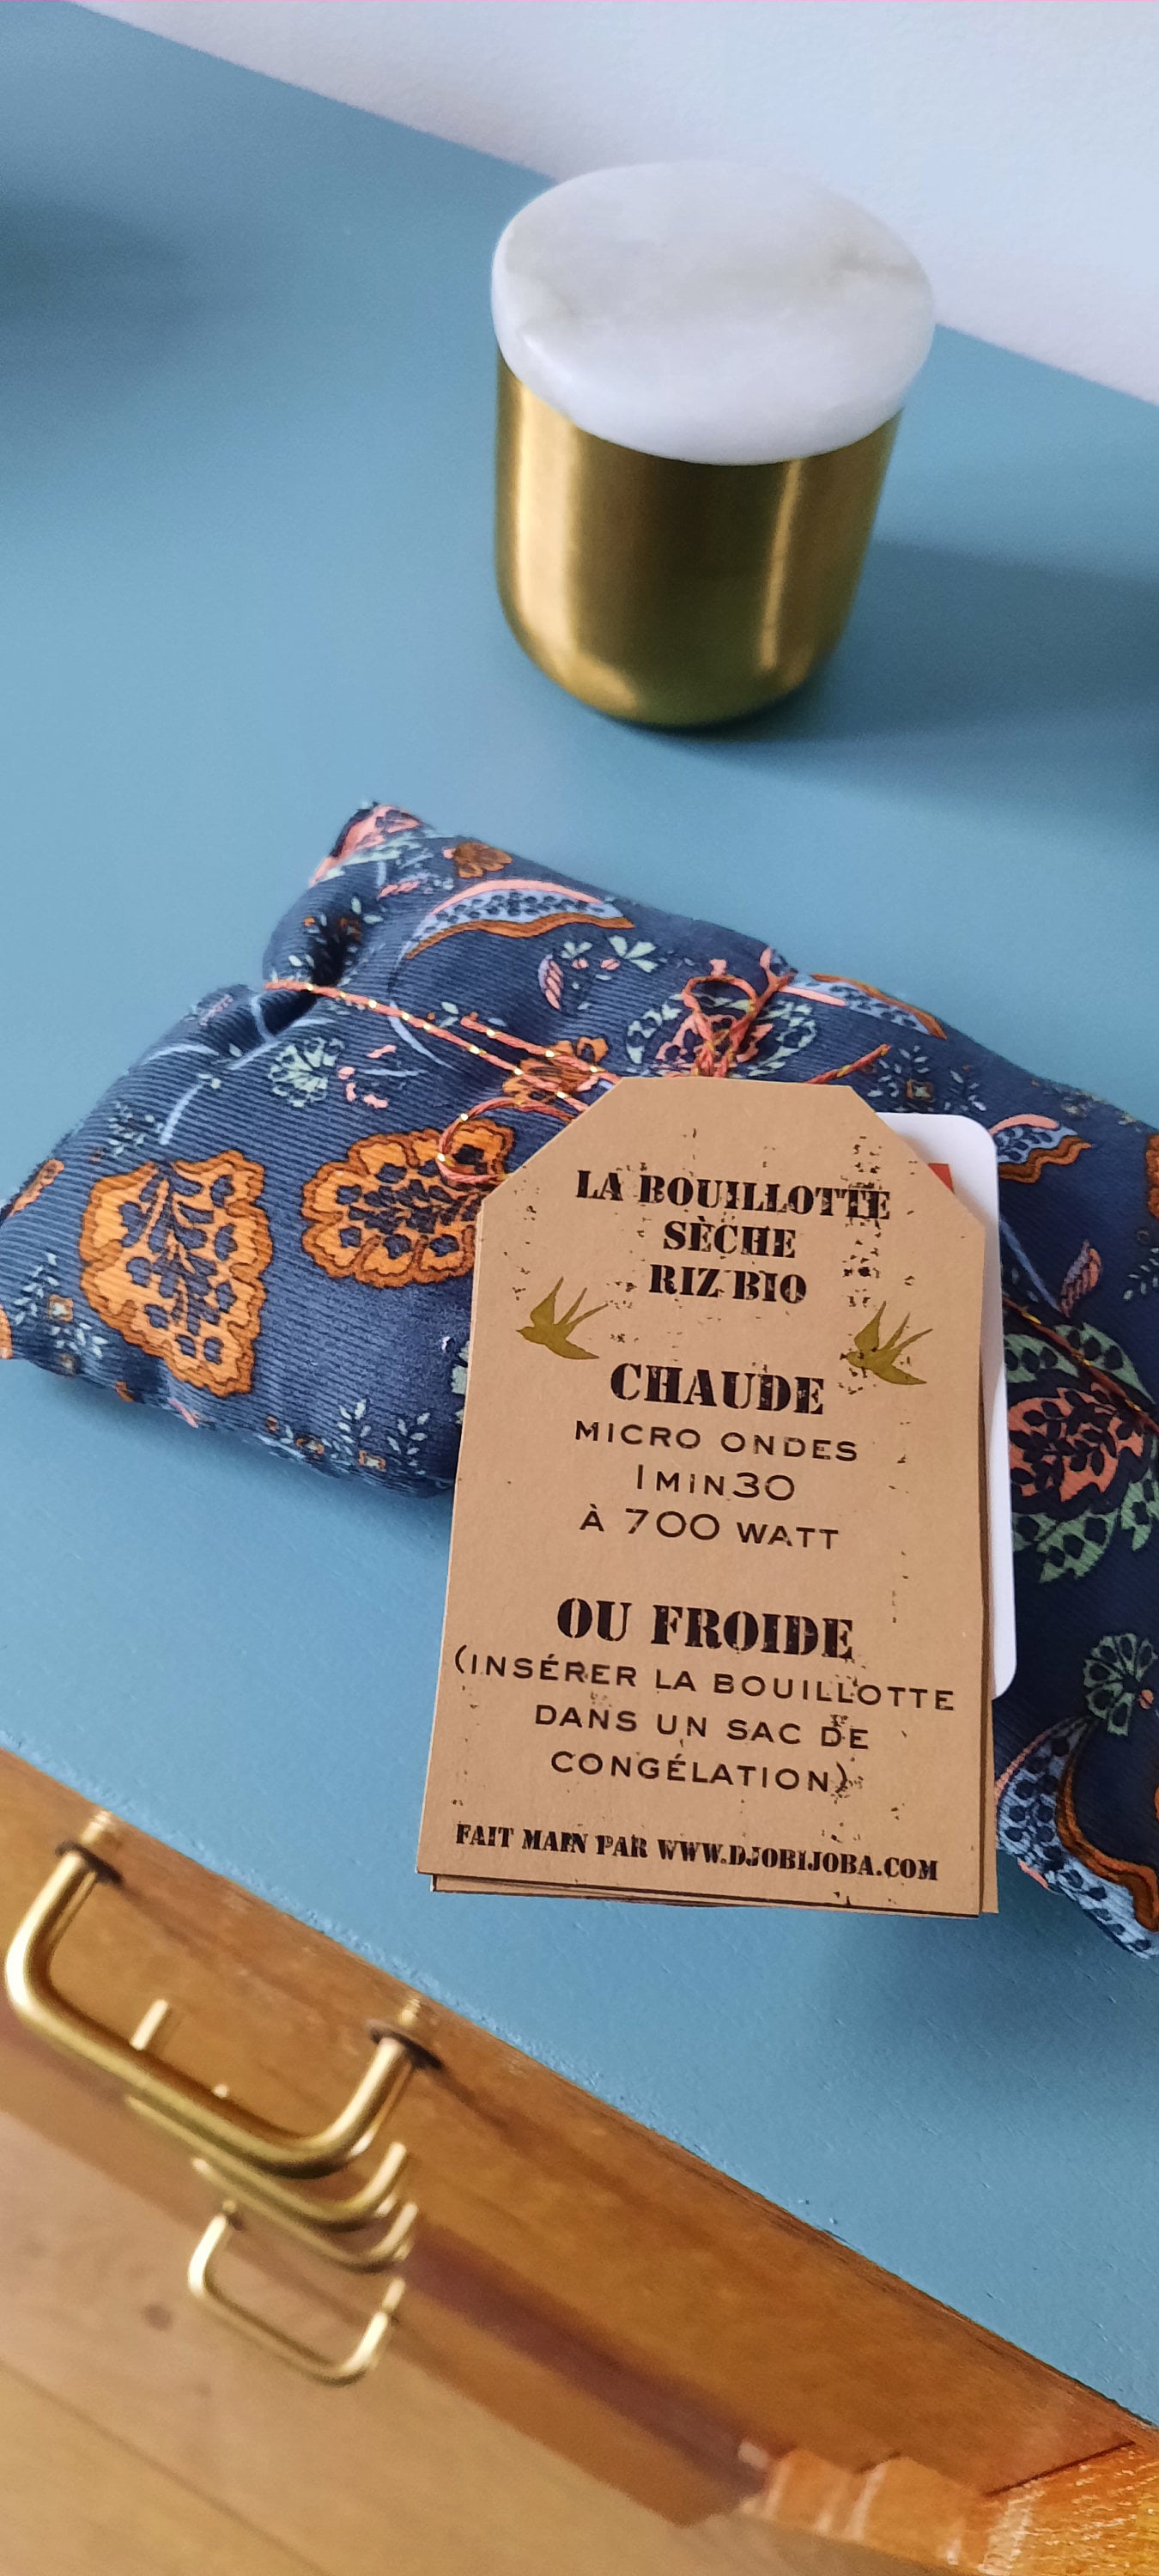 LA BOUILLOTTE
SÈCHE
RIZ BIO
CHAUDE
MICRO ONDES
1MIN30
À 700 WATT
OU FROIDE
(INSÉRER LA BOUILLOTTE
DANS UN SAC DE
CONGÉLATION)
FAIT MAIN PAR WWW.DJOBIJOBA.COM